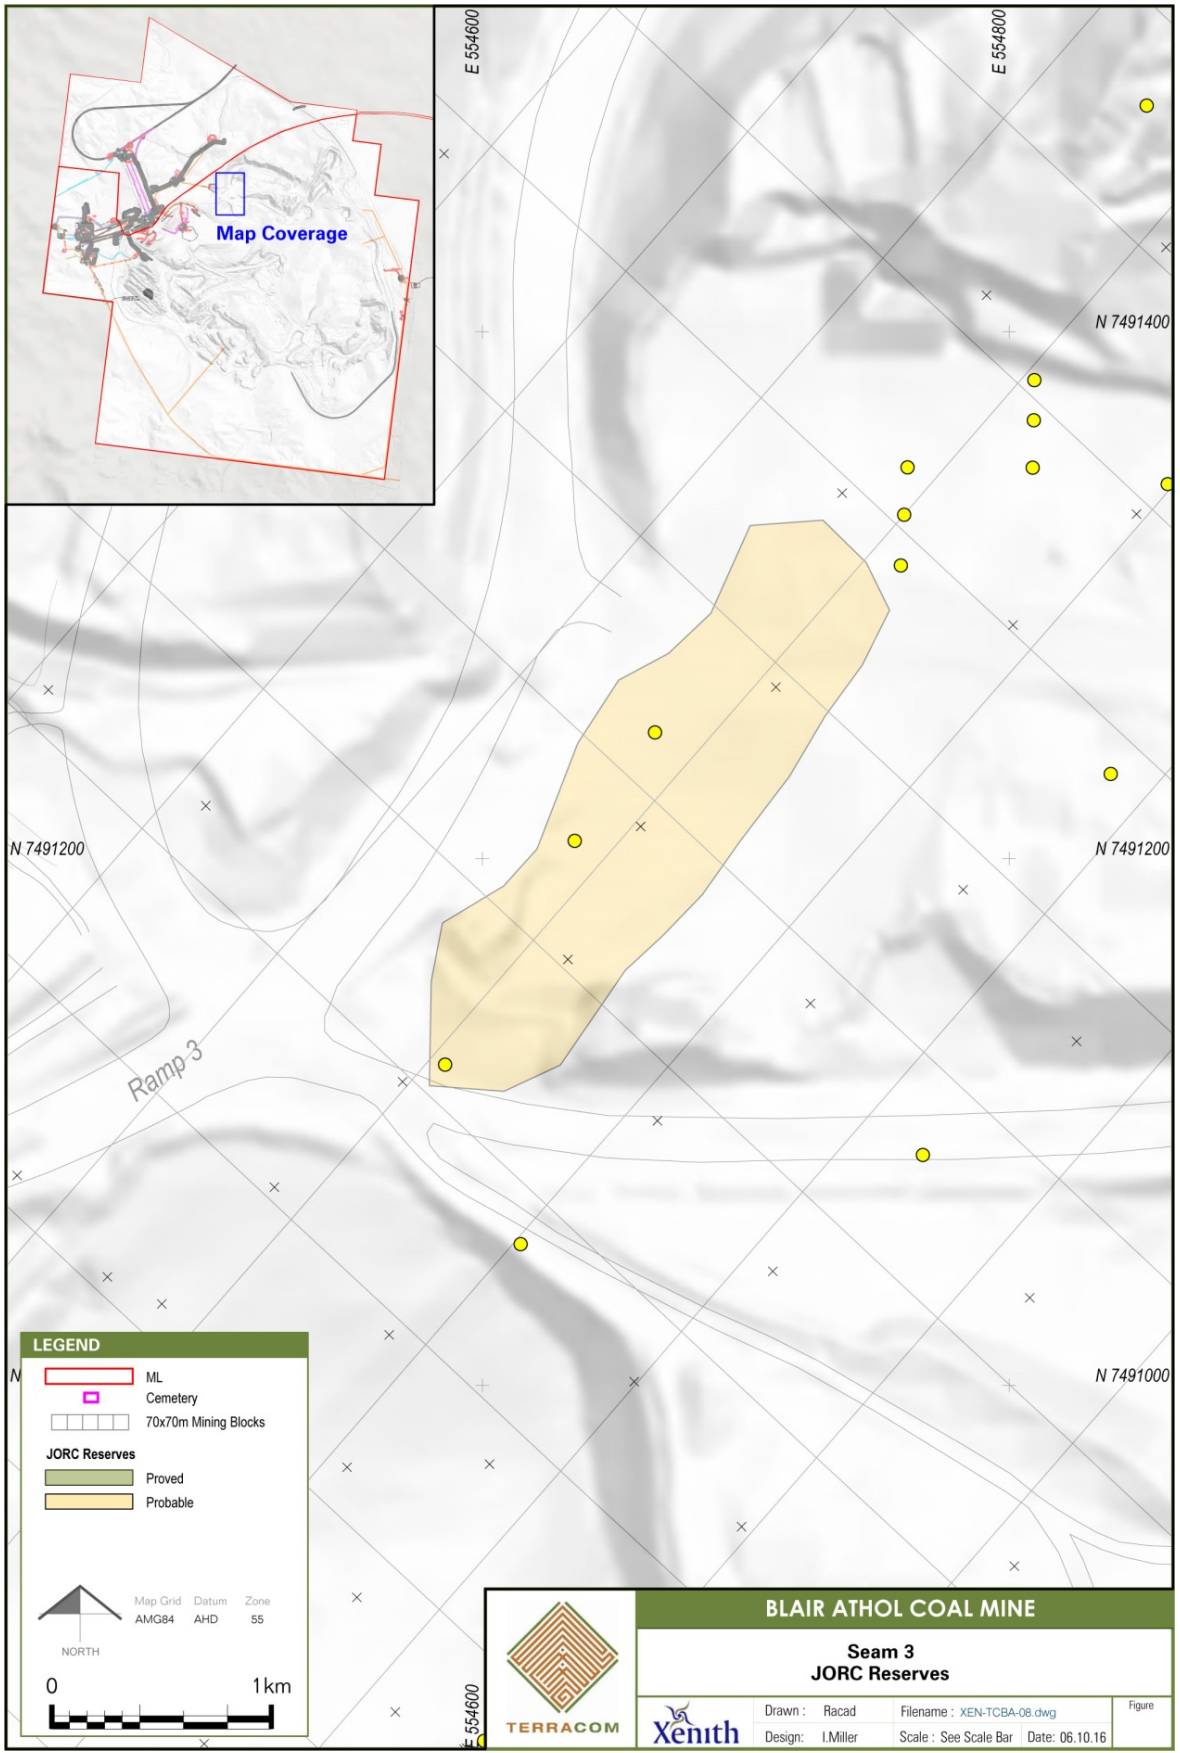 E 554600
E 554800
Map Coverage
N 7491400
N 7491200
N 7491200
Ramp 3
N
N 7491000
LEGEND
ML
Cemetery
70x70m Mining Blocks
JORC Reserves
Proved
Probable
Map Grid Datum Zone
AMG84 AHD 55
NORTH
0 1km
E 554600
TERRACOM
BLAIR ATHOL COAL MINE
Seam 3
JORC Reserves
Xenith
Drawn : Racad
Filename : XEN-TCBA-08.dwg
Figure
Design: I.Miller
Scale : See Scale Bar
Date: 06.10.16